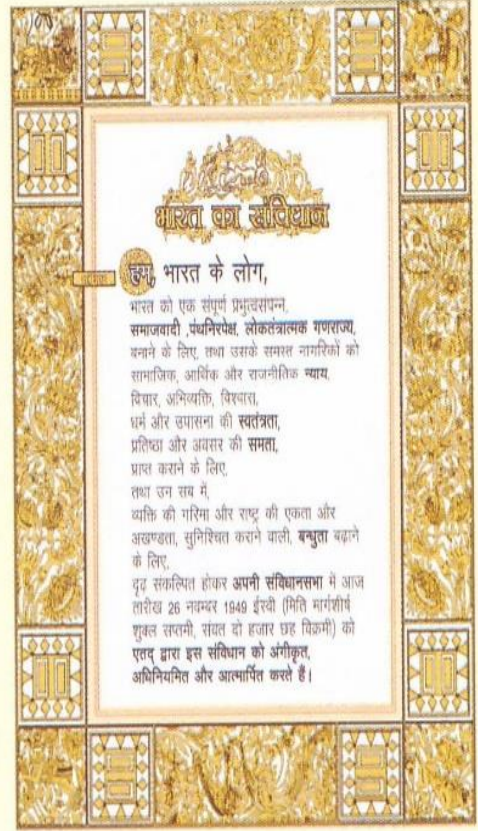 भारत का संविधान
हम, भारत के लोग,
भारत को एक संपूर्ण प्रभुत्वसंपन्न,
समाजवादी ,पंथनिरपेक्ष, लोकतंत्रात्मक गणराज्य,
बनाने के लिए, तथा उसके समस्त नागरिकों को
सामाजिक, आर्थिक और राजनीतिक न्याय,
विचार, अभिव्यक्ति, विश्वास,
धर्म और उपासना की स्वतंत्रता,
प्रतिष्ठा और अवसर की समता,
प्राप्त कराने के लिए,
तथा उन सब में,
व्यक्ति की गरिमा और राष्ट्र की एकता और
अखण्डता, सुनिश्चित कराने वाली, बन्धुता बढ़ाने
के लिए,
दृढ़ संकल्पित होकर अपनी संविधानसभा में आज
तारीख 26 नवम्बर 1949 ईस्वी (मिति मार्गशीर्ष
शुक्ल सप्तमी, संवत दो हजार छह विक्रमी) को
एतद् द्वारा इस संविधान को अंगीकृत,
अधिनियमित और आत्मार्पित करते हैं।